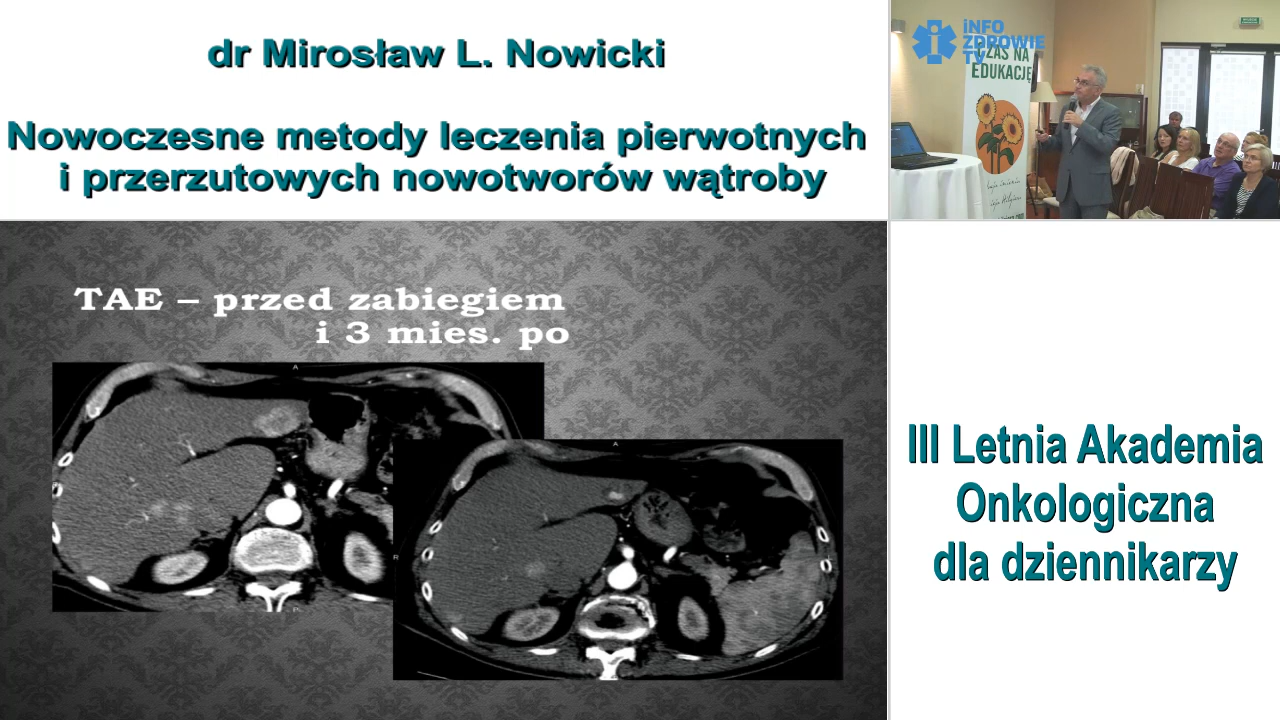 dr Mirosław L. Nowicki
Nowoczesne metody leczenia pierwotnych
i przerzutowych nowotworów wątroby
iNFO
ZDROWIE
TV
CZAS NA
EDUKACJĘ
TAE – przed zabiegiem
i 3 mies. po
A
A
R
III Letnia Akademia
Onkologiczna
dla dziennikarzy